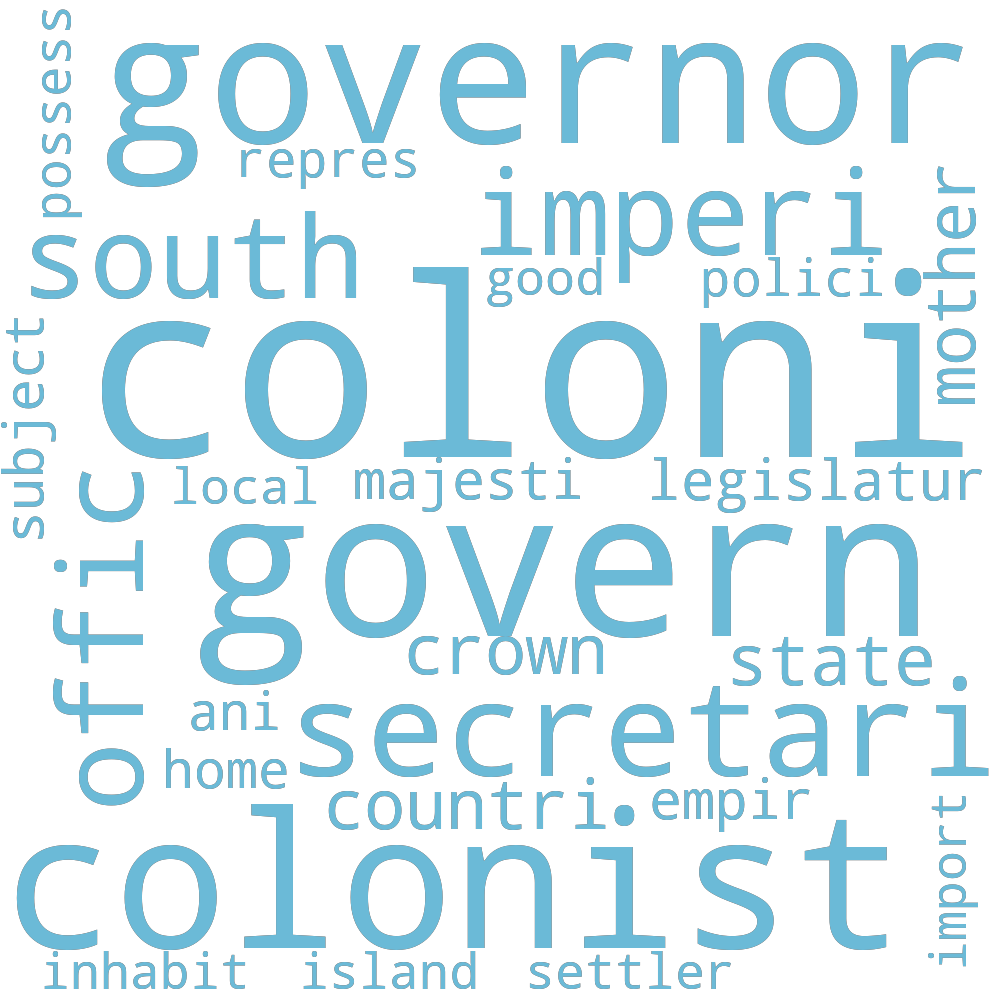 possess
governor
repres
imperi
mother
south
good
polici
coloni
subject
local
majesti
legislatur
offic
govern
crown
state
ani
secretari
home
countri
empir
import
colonist
inhabit
island
settler